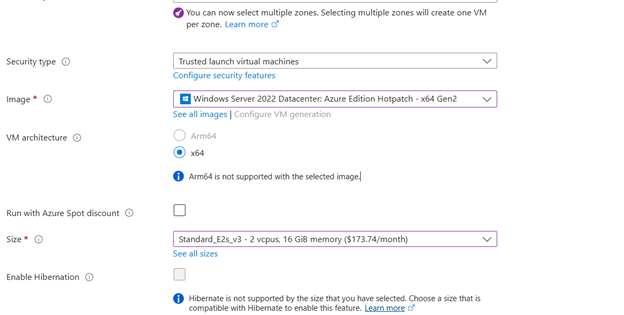 You can now select multiple zones. Selecting multiple zones will create one VM
per zone. Learn more
Security type
Trusted launch virtual machines
Configure security features
Image *
Windows Server 2022 Datacenter: Azure Edition Hotpatch - x64 Gen2
See all images | Configure VM generation
VM architecture
Arm64
x64
Arm64 is not supported with the selected image.
Run with Azure Spot discount
Size *
Standard_E2s_v3 - 2 vcpus, 16 GiB memory ($173.74/month)
See all sizes
Enable Hibernation
Hibernate is not supported by the size that you have selected. Choose a size that is
compatible with Hibernate to enable this feature. Learn more